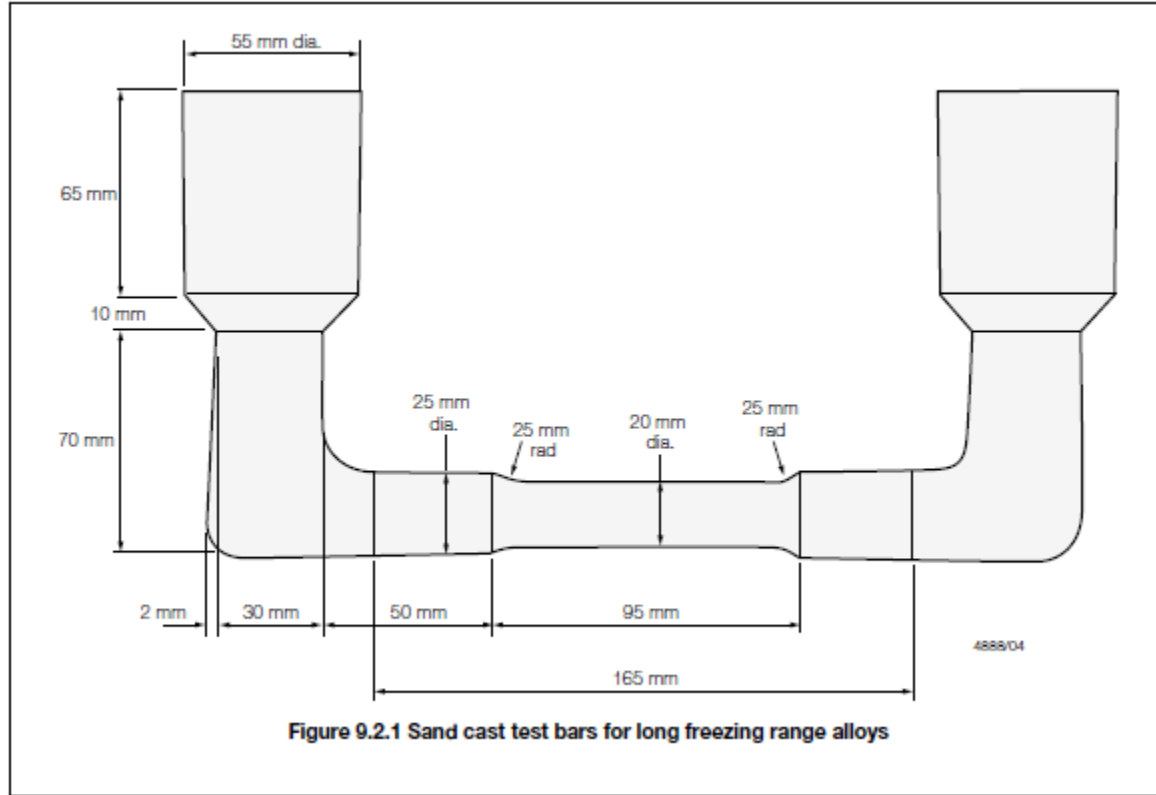 55 mm dia.
65 mm
10 mm
70 mm
25 mm
dia.
25 mm
rad
20 mm
dia.
25 mm
rad
2 mm
30 mm
50 mm
95 mm
4888/04
165 mm
Figure 9.2.1 Sand cast test bars for long freezing range alloys